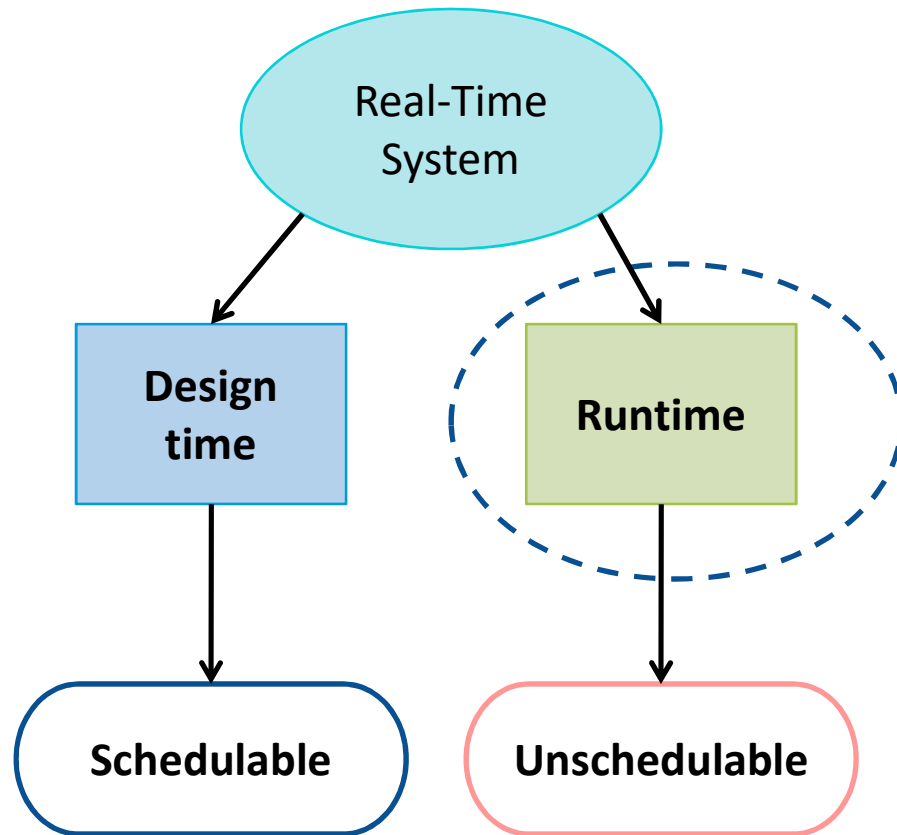 Real-Time
System
Design
time
Runtime
Schedulable
Unschedulable